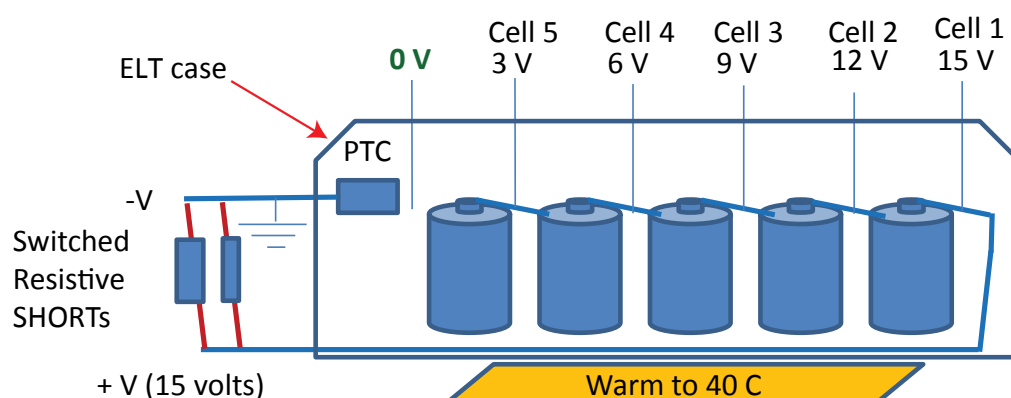 ELT case
0 V
Cell 5
3 V
Cell 4
6 V
Cell 3
9 V
Cell 2
12 V
Cell 1
15 V
PTC
-V
Switched
Resistive
SHORTs
+ V (15 volts)
Warm to 40 C